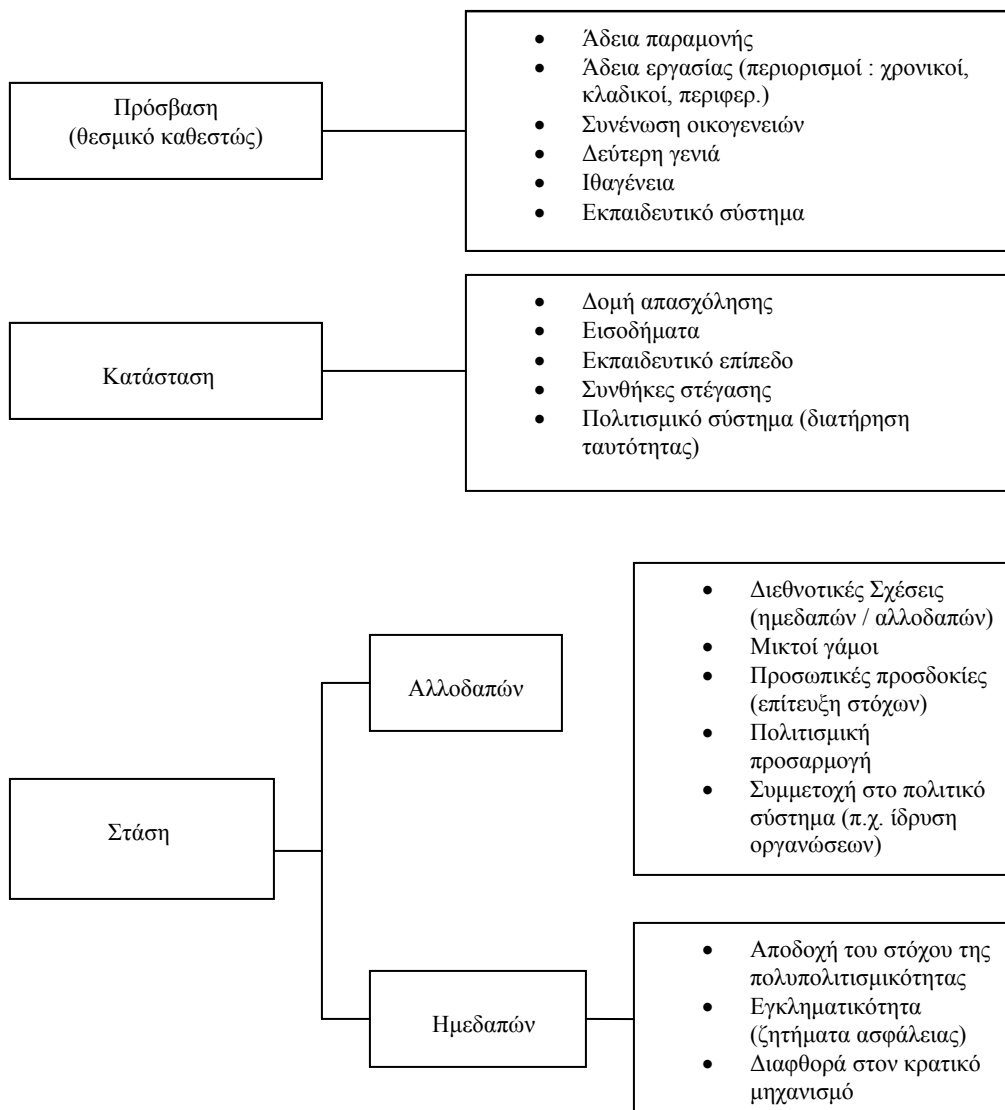 Πρόσβαση
(θεσμικό καθεστώς)
• Άδεια παραμονής
• Άδεια εργασίας (περιορισμοί : χρονικοί,
κλαδικοί, περιφερ.)
• Συνένωση οικογενειών
• Δεύτερη γενιά
• Ιθαγένεια
• Εκπαιδευτικό σύστημα
Κατάσταση
• Δομή απασχόλησης
• Εισοδήματα
• Εκπαιδευτικό επίπεδο
• Συνθήκες στέγασης
• Πολιτισμικό σύστημα (διατήρηση
ταυτότητας)
Στάση
Αλλοδαπών
• Διεθνοτικές Σχέσεις
(ημεδαπών / αλλοδαπών)
• Μικτοί γάμοι
• Προσωπικές προσδοκίες
(επίτευξη στόχων)
• Πολιτισμική
προσαρμογή
• Συμμετοχή στο πολιτικό
σύστημα (π.χ. ίδρυση
οργανώσεων)
Ημεδαπών
• Αποδοχή του στόχου της
πολυπολιτισμικότητας
• Εγκληματικότητα
(ζητήματα ασφάλειας)
• Διαφθορά στον κρατικό
μηχανισμό